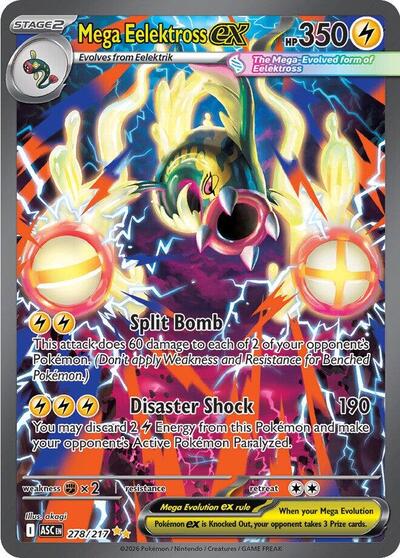 STAGE2 Mega Eelektross ex HP 350
Evolves from Eelektrik
The Mega-Evolved form of
Eelektross
Split Bomb
This attack does 60 damage to each of 2 of your opponent's
Pokémon. (Don't apply Weakness and Resistance for Benched
Pokémon.)
Disaster Shock 190
You may discard 2 Energy from this Pokémon and make
your opponent's Active Pokémon Paralyzed.
weakness ×2 resistance retreat
Illus. akagi
Mega Evolution ex rule
When your Mega Evolution
Pokémon ex is Knocked Out, your opponent takes 3 Prize cards.
I ASC EN 278/217
©2026 Pokémon / Nintendo / Creatures / GAME FREAK